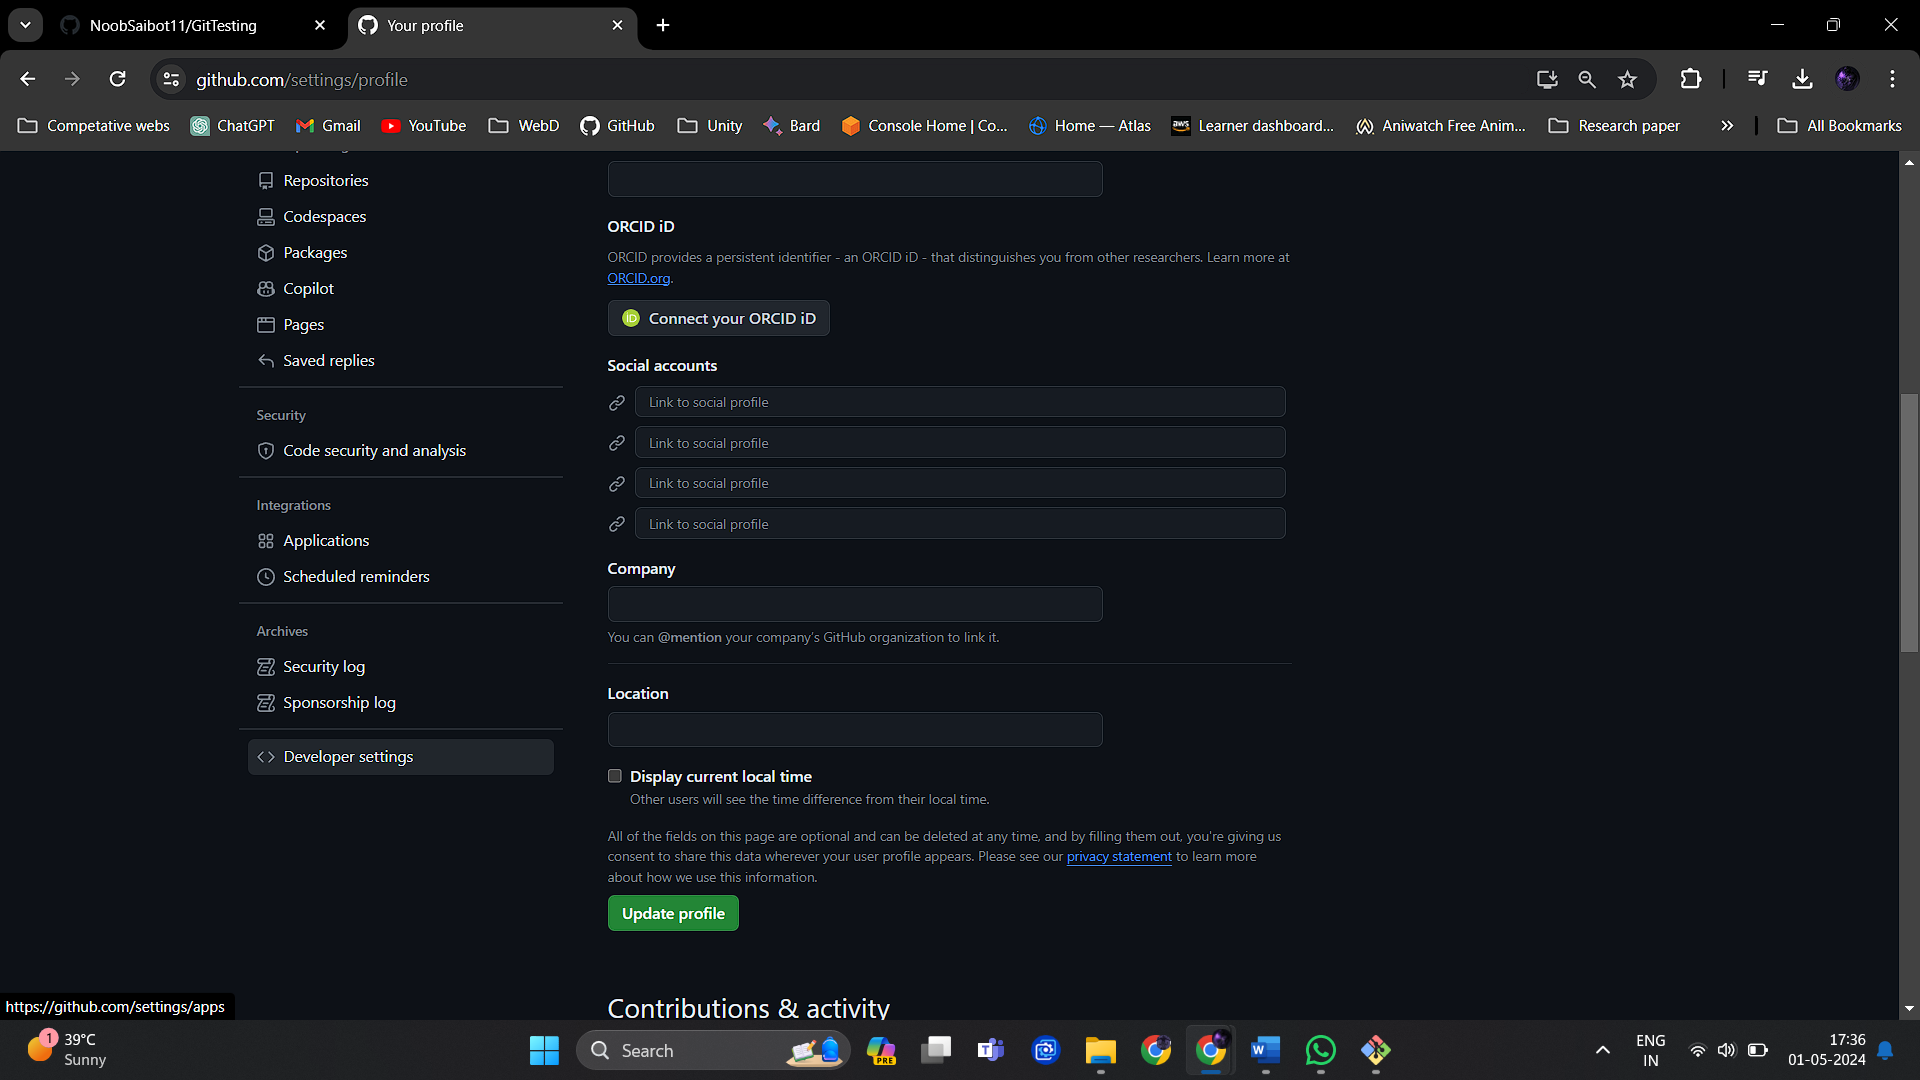 NoobSaibot11/GitTesting
Your profile
github.com/settings/profile
Competative webs
ChatGPT
Gmail
YouTube
WebD
GitHub
Unity
Bard
Console Home | Co...
Home — Atlas
Learner dashboard...
Aniwatch Free Anim...
Research paper
All Bookmarks
Repositories
Codespaces
Packages
Copilot
Pages
Saved replies
Security
Code security and analysis
Integrations
Applications
Scheduled reminders
Archives
Security log
Sponsorship log
Developer settings
ORCID iD
ORCID provides a persistent identifier - an ORCID iD - that distinguishes you from other researchers. Learn more at
ORCID.org.
Connect your ORCID iD
Social accounts
Link to social profile
Link to social profile
Link to social profile
Link to social profile
Company
You can @mention your company's GitHub organization to link it.
Location
Display current local time
Other users will see the time difference from their local time.
All of the fields on this page are optional and can be deleted at any time, and by filling them out, you're giving us
consent to share this data wherever your user profile appears. Please see our privacy statement to learn more
about how we use this information.
Update profile
Contributions & activity
https://github.com/settings/apps
1
39°C
Sunny
Search
PRE
ENG
IN
17:36
01-05-2024